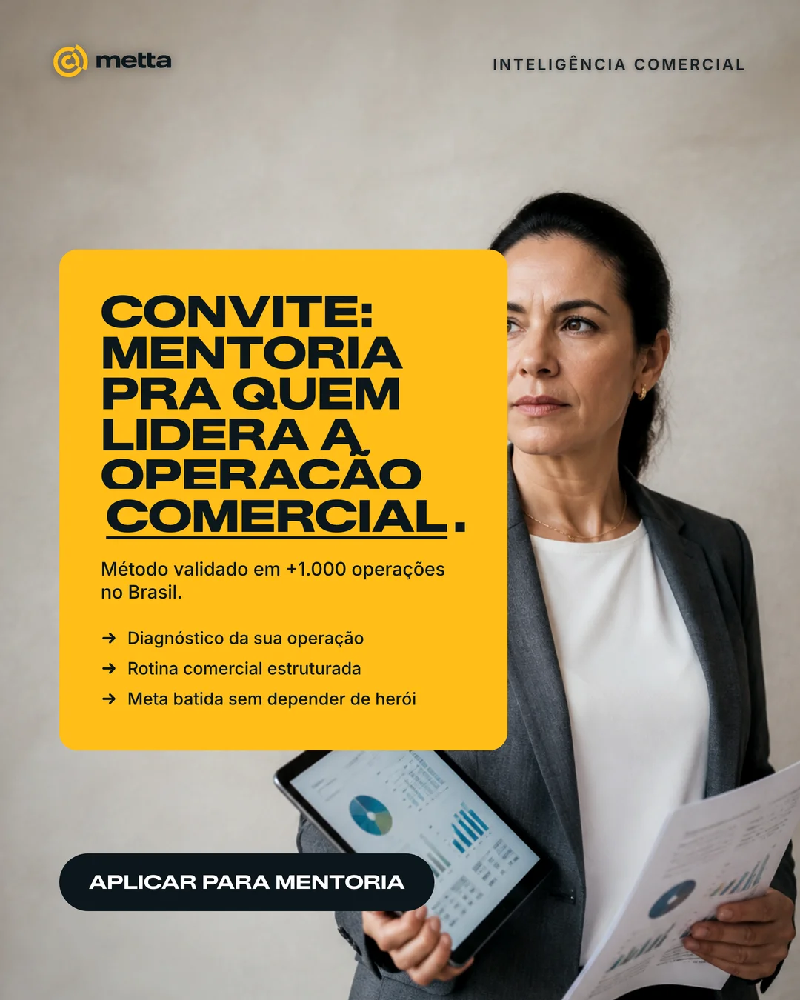 metta
INTELIGÊNCIA COMERCIAL
CONVITE:
MENTORIA
PRA QUEM
LIDERA A
OPERACÃO
COMERCIAL.
Método validado em +1.000 operações
no Brasil.
→ Diagnóstico da sua operação
→ Rotina comercial estruturada
→ Meta batida sem depender de herói
APLICAR PARA MENTORIA